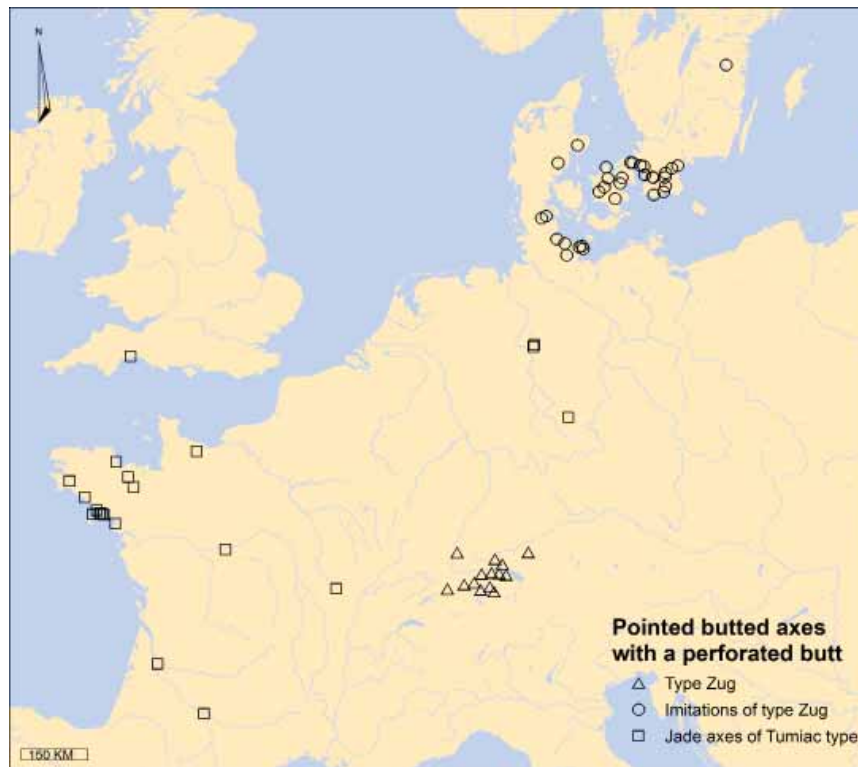 N
Pointed butted axes
with a perforated butt
Type Zug
Imitations of type Zug
Jade axes of Tumiac type
150 KM